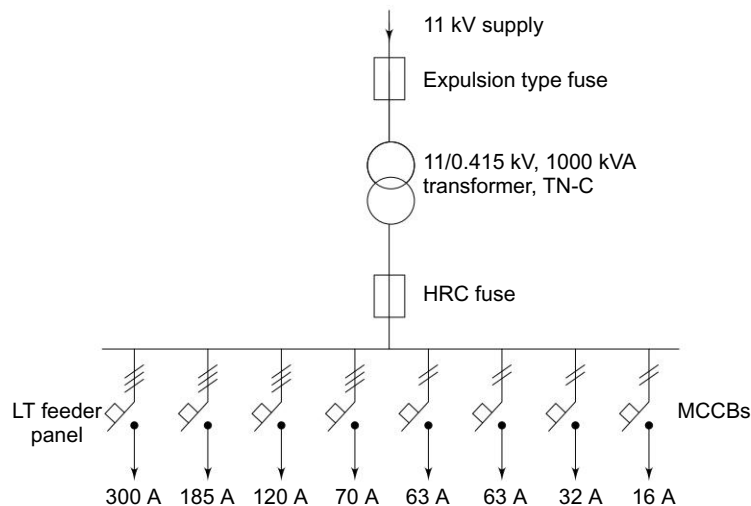 11 kV supply
Expulsion type fuse
11/0.415 kV, 1000 kVA
transformer, TN-C
HRC fuse
LT feeder
panel
MCCBs
300 A 185 A 120 A 70 A 63 A 63 A 32 A 16 A